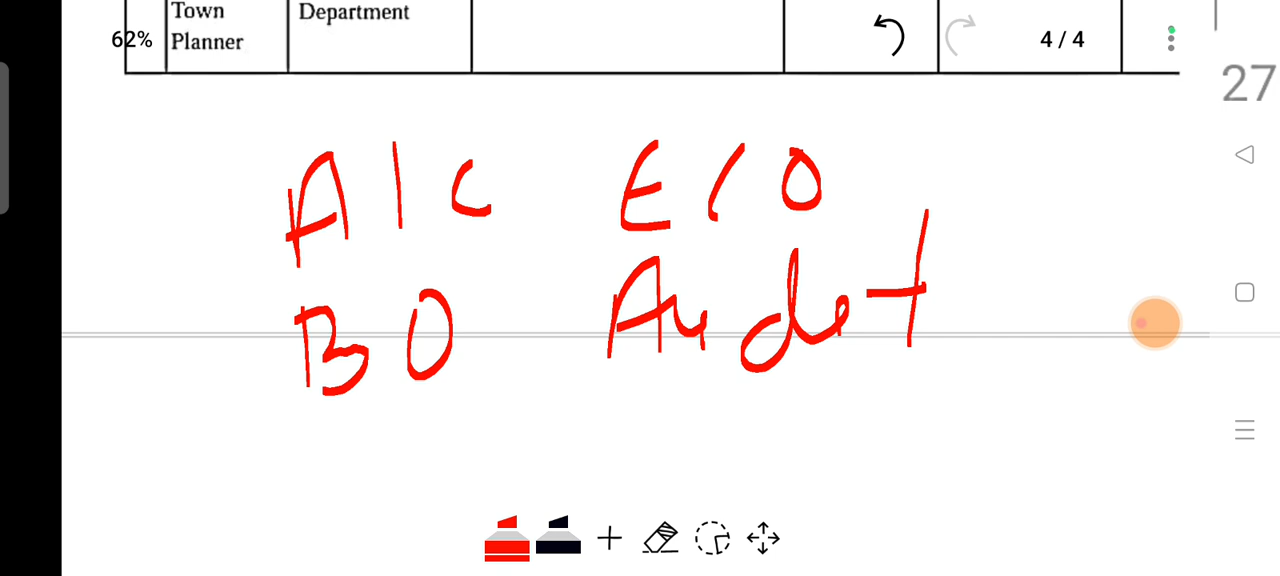 Town Department
62% Planner 4 / 4
27
A/C E/O
BO Audit